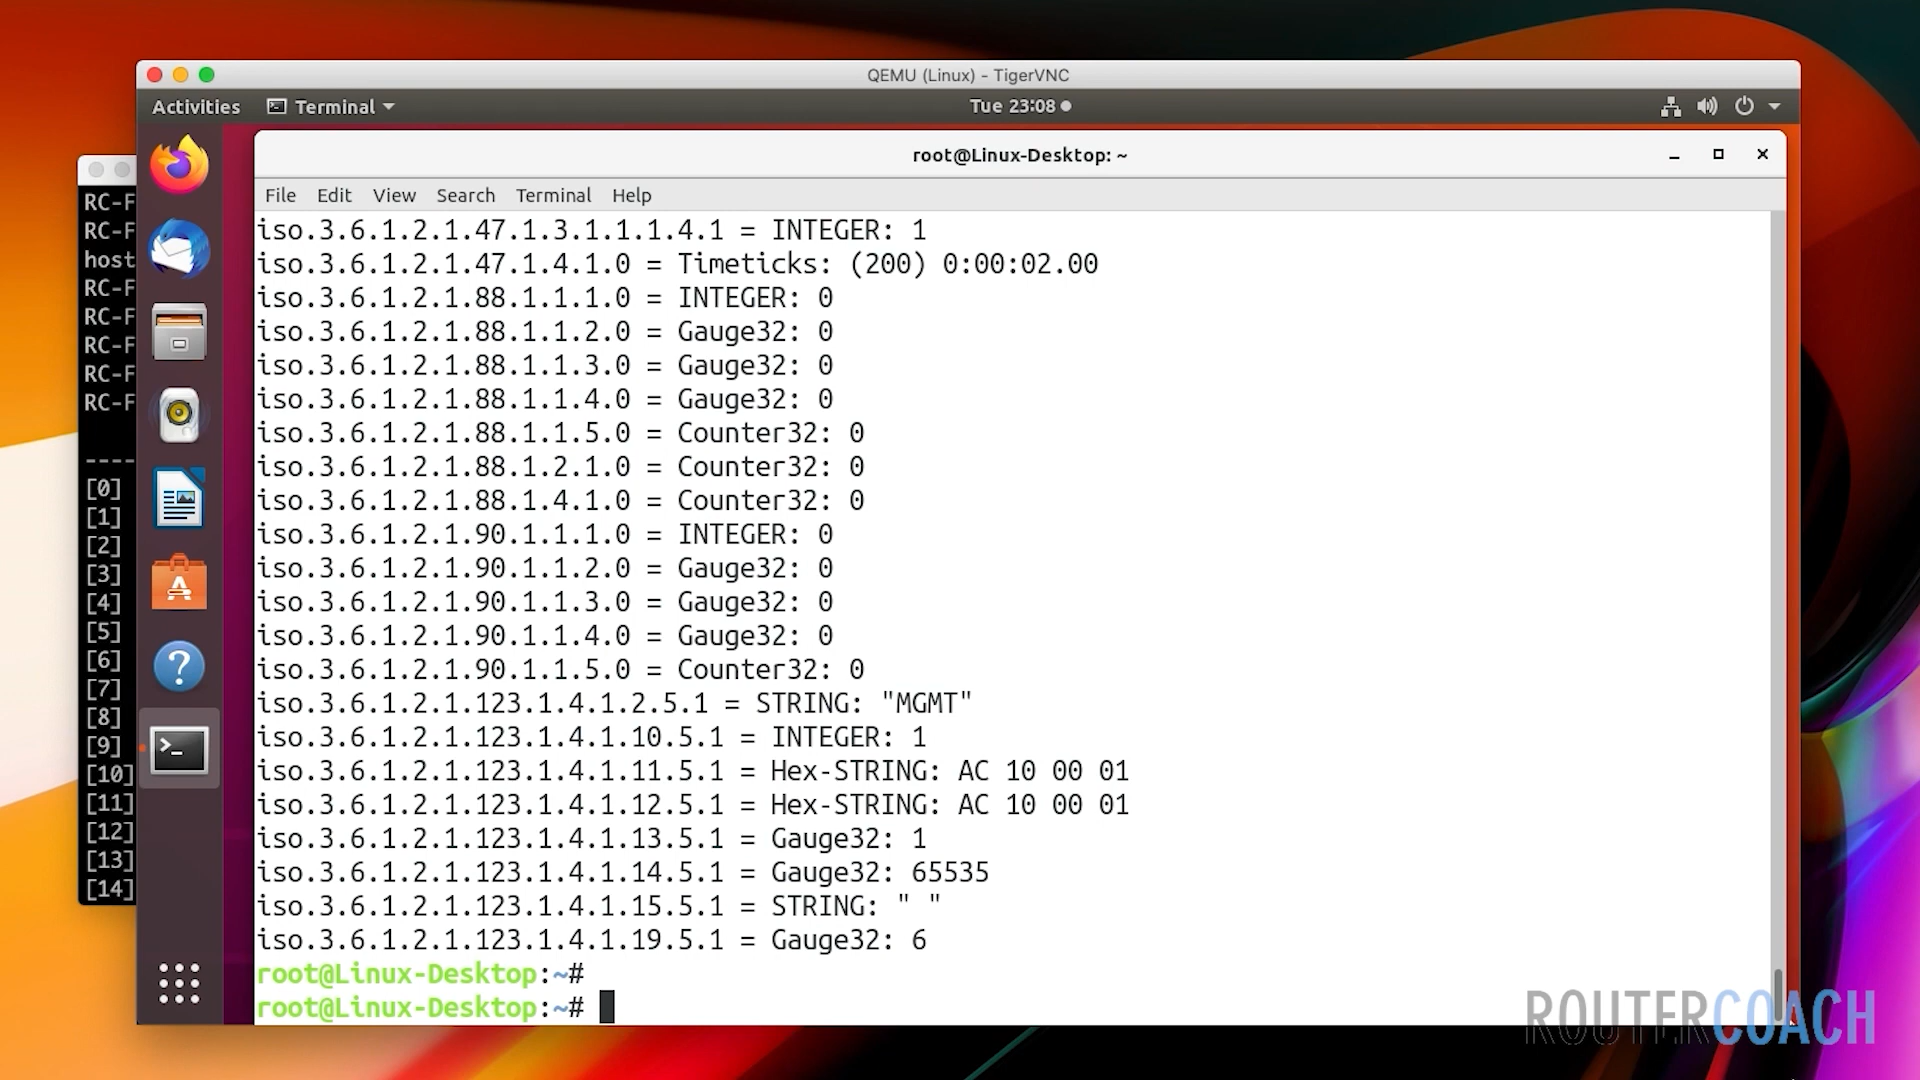 QEMU (Linux) - TigerVNC
Activities Terminal Tue 23:08
root@Linux-Desktop: ~
File Edit View Search Terminal Help
RC-F
RC-F
host
RC-F
RC-F
RC-F
RC-F
RC-F
----
[0]
[1]
[2]
[3]
[4]
[5]
[6]
[7]
[8]
[9]
[10]
[11]
[12]
[13]
[14]
iso.3.6.1.2.1.47.1.3.1.1.1.4.1 = INTEGER: 1
iso.3.6.1.2.1.47.1.4.1.0 = Timeticks: (200) 0:00:02.00
iso.3.6.1.2.1.88.1.1.1.0 = INTEGER: 0
iso.3.6.1.2.1.88.1.1.2.0 = Gauge32: 0
iso.3.6.1.2.1.88.1.1.3.0 = Gauge32: 0
iso.3.6.1.2.1.88.1.1.4.0 = Gauge32: 0
iso.3.6.1.2.1.88.1.1.5.0 = Counter32: 0
iso.3.6.1.2.1.88.1.2.1.0 = Counter32: 0
iso.3.6.1.2.1.88.1.4.1.0 = Counter32: 0
iso.3.6.1.2.1.90.1.1.1.0 = INTEGER: 0
iso.3.6.1.2.1.90.1.1.2.0 = Gauge32: 0
iso.3.6.1.2.1.90.1.1.3.0 = Gauge32: 0
iso.3.6.1.2.1.90.1.1.4.0 = Gauge32: 0
iso.3.6.1.2.1.90.1.1.5.0 = Counter32: 0
iso.3.6.1.2.1.123.1.4.1.2.5.1 = STRING: "MGMT"
iso.3.6.1.2.1.123.1.4.1.10.5.1 = INTEGER: 1
iso.3.6.1.2.1.123.1.4.1.11.5.1 = Hex-STRING: AC 10 00 01
iso.3.6.1.2.1.123.1.4.1.12.5.1 = Hex-STRING: AC 10 00 01
iso.3.6.1.2.1.123.1.4.1.13.5.1 = Gauge32: 1
iso.3.6.1.2.1.123.1.4.1.14.5.1 = Gauge32: 65535
iso.3.6.1.2.1.123.1.4.1.15.5.1 = STRING: " "
iso.3.6.1.2.1.123.1.4.1.19.5.1 = Gauge32: 6
root@Linux-Desktop:~#
root@Linux-Desktop:~#
ROUTERCOACH